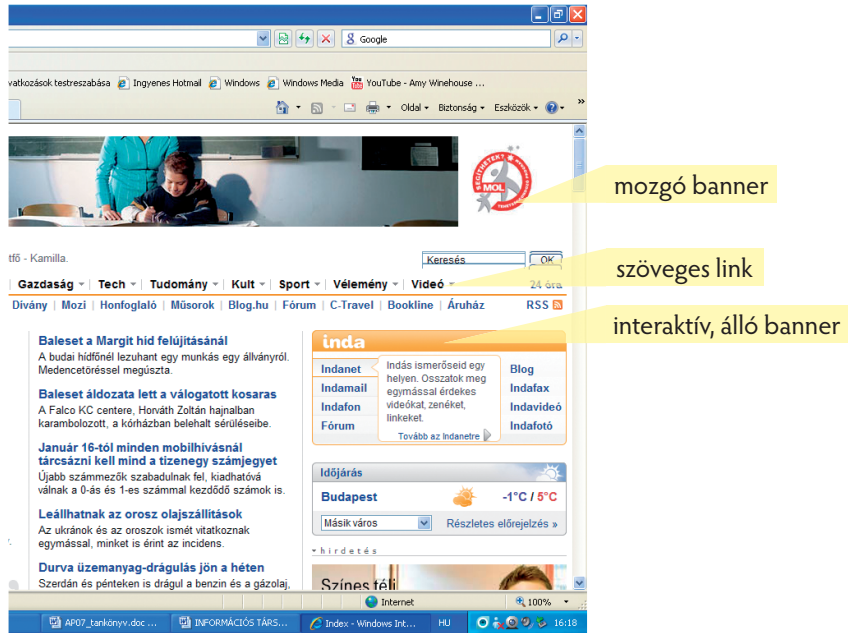 Google
vatkozások testreszabása Ingyenes Hotmail Windows Windows Media YouTube - Amy Winehouse ...
Oldal Biztonság Eszközök »
SEGÍTHETEK?
MOL
mozgó banner
tfő - Kamilla.
Keresés OK
szöveges link
Gazdaság Tech Tudomány Kult Sport Vélemény Videó 24 óra
Dívány | Mozi | Honfoglaló | Műsorok | Blog.hu | Fórum | C-Travel | Bookline | Áruház RSS
interaktív, álló banner
Baleset a Margit híd felújításánál
A budai hídfőnél lezuhant egy munkás egy állványról.
Medencetöréssel megúszta.
Baleset áldozata lett a válogatott kosaras
A Falco KC centere, Horváth Zoltán hajnalban
karambolozott, a kórházban belehalt sérüléseibe.
Január 16-tól minden mobilhívásnál
tárcsázni kell mind a tizenegy számjegyet
Újabb számmezők szabadulnak fel, kiadhatóvá
válnak a 0-ás és 1-es számmal kezdődő számok is.
Leállhatnak az orosz olajszállítások
Az ukránok és az oroszok ismét vitatkoznak
egymással, minket is érint az incidens.
Durva üzemanyag-drágulás jön a héten
Szerdán és pénteken is drágul a benzin és a gázolaj,
inda
Indanet
Indamail
Indafon
Fórum
Indás ismerőseid egy
helyen. Osszatok meg
egymással érdekes
videókat, zenéket,
linkeket.
Tovább az Indanetre
Blog
Indafax
Indavideó
Indafotó
Időjárás
Budapest -1°C / 5°C
Másik város Részletes előrejelzés »
hirdetés
Színes téli
Internet 100%
AP07_tankönyv.doc ... INFORMÁCIÓS TÁRS... Index - Windows Int... HU 16:18